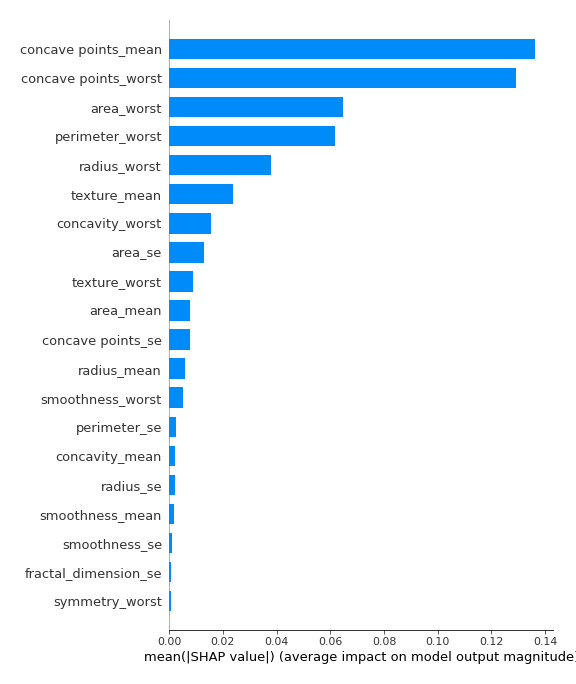 concave points_mean
concave points_worst
area_worst
perimeter_worst
radius_worst
texture_mean
concavity_worst
area_se
texture_worst
area_mean
concave points_se
radius_mean
smoothness_worst
perimeter_se
concavity_mean
radius_se
smoothness_mean
smoothness_se
fractal_dimension_se
symmetry_worst
0.00 0.02 0.04 0.06 0.08 0.10 0.12 0.14
mean(|SHAP value|) (average impact on model output magnitude)